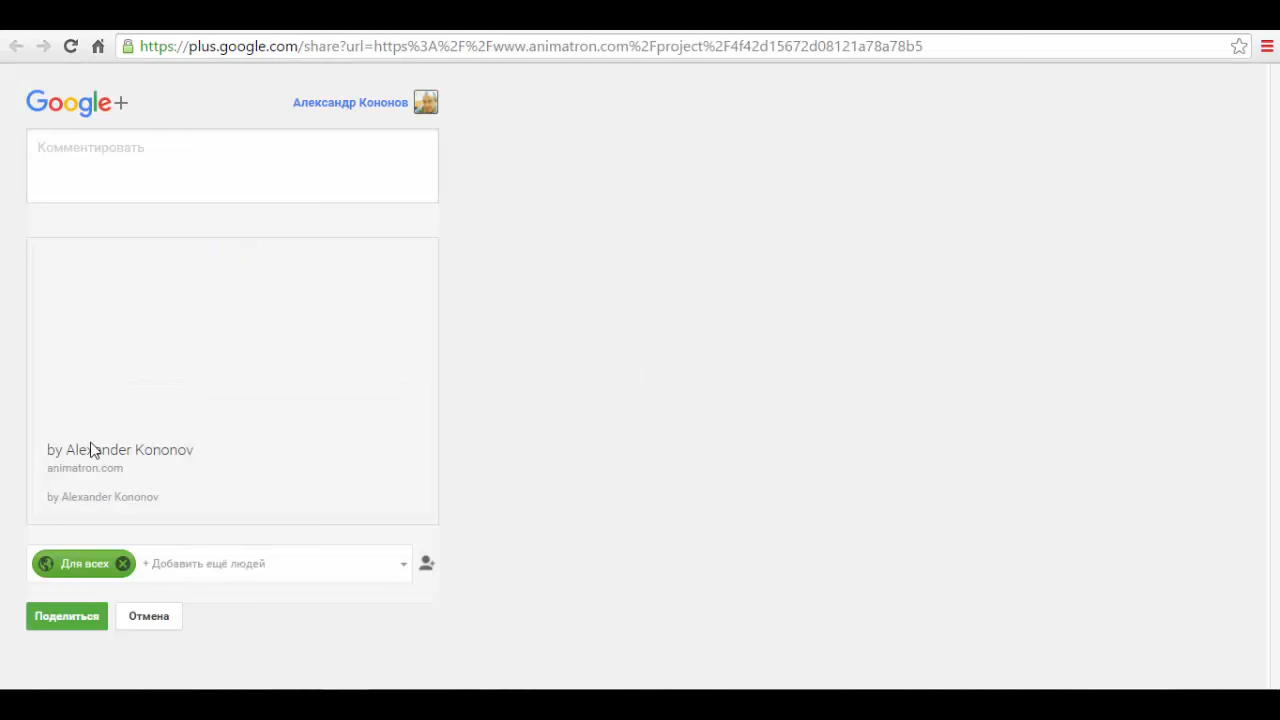 https://plus.google.com/share?url=https%3A%2F%2Fwww.animatron.com%2Fproject%2F4f42d15672d08121a78a78b5
Google+
Александр Кононов
Комментировать
by Alexander Kononov
animatron.com
by Alexander Kononov
Для всех
+ Добавить ещё людей
Поделиться
Отмена